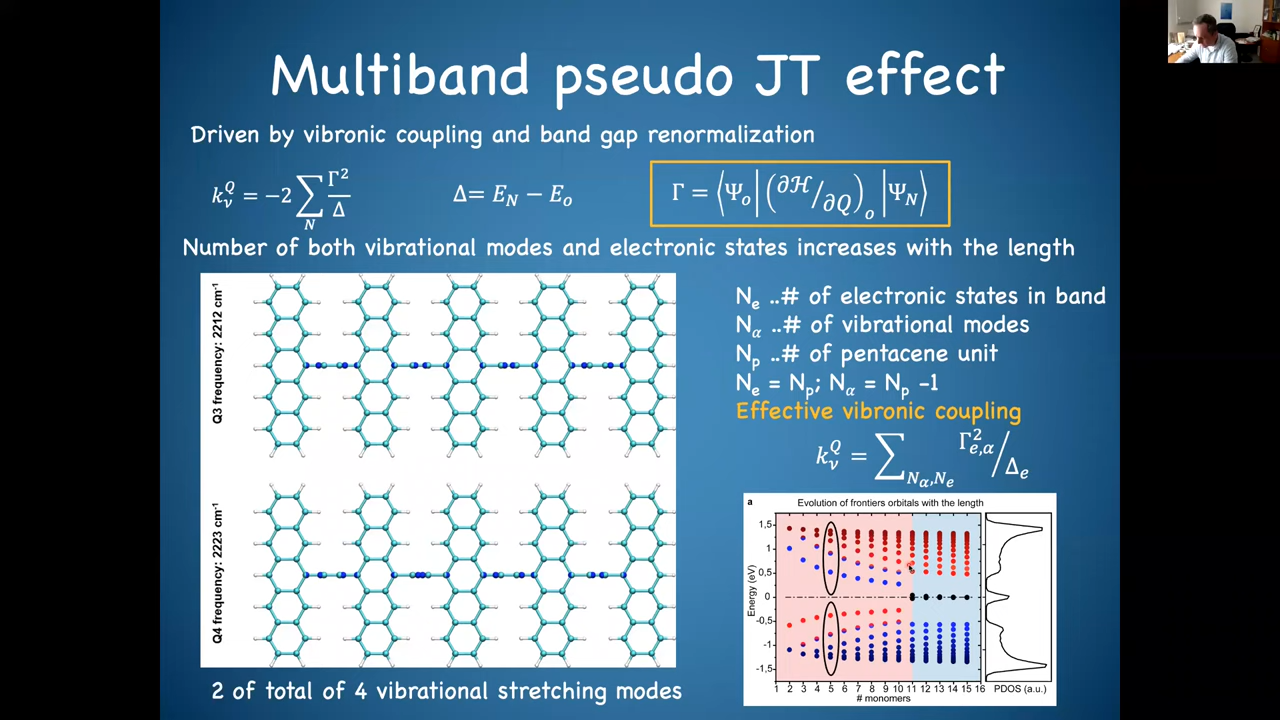 Multiband pseudo JT effect
Driven by vibronic coupling and band gap renormalization
k_ν^Q = −2 ∑_N Γ²/Δ
Δ= E_N − E_o
Γ = ⟨Ψ_o|(∂ℋ/∂Q)_o|Ψ_N⟩
Number of both vibrational modes and electronic states increases with the length
Q3 frequency: 2212 cm⁻¹
Q4 frequency: 2223 cm⁻¹
2 of total of 4 vibrational stretching modes
N_e ..# of electronic states in band
N_α ..# of vibrational modes
N_p ..# of pentacene unit
N_e = N_p; N_α = N_p -1
Effective vibronic coupling
k_ν^Q = ∑_{N_α,N_e} Γ²_{e,α}/Δ_e
a
Evolution of frontiers orbitals with the length
Energy (eV)
1,5
1
0,5
0
-0,5
-1
-1,5
1 2 3 4 5 6 7 8 9 10 11 12 13 14 15 16
# monomers
PDOS (a.u.)